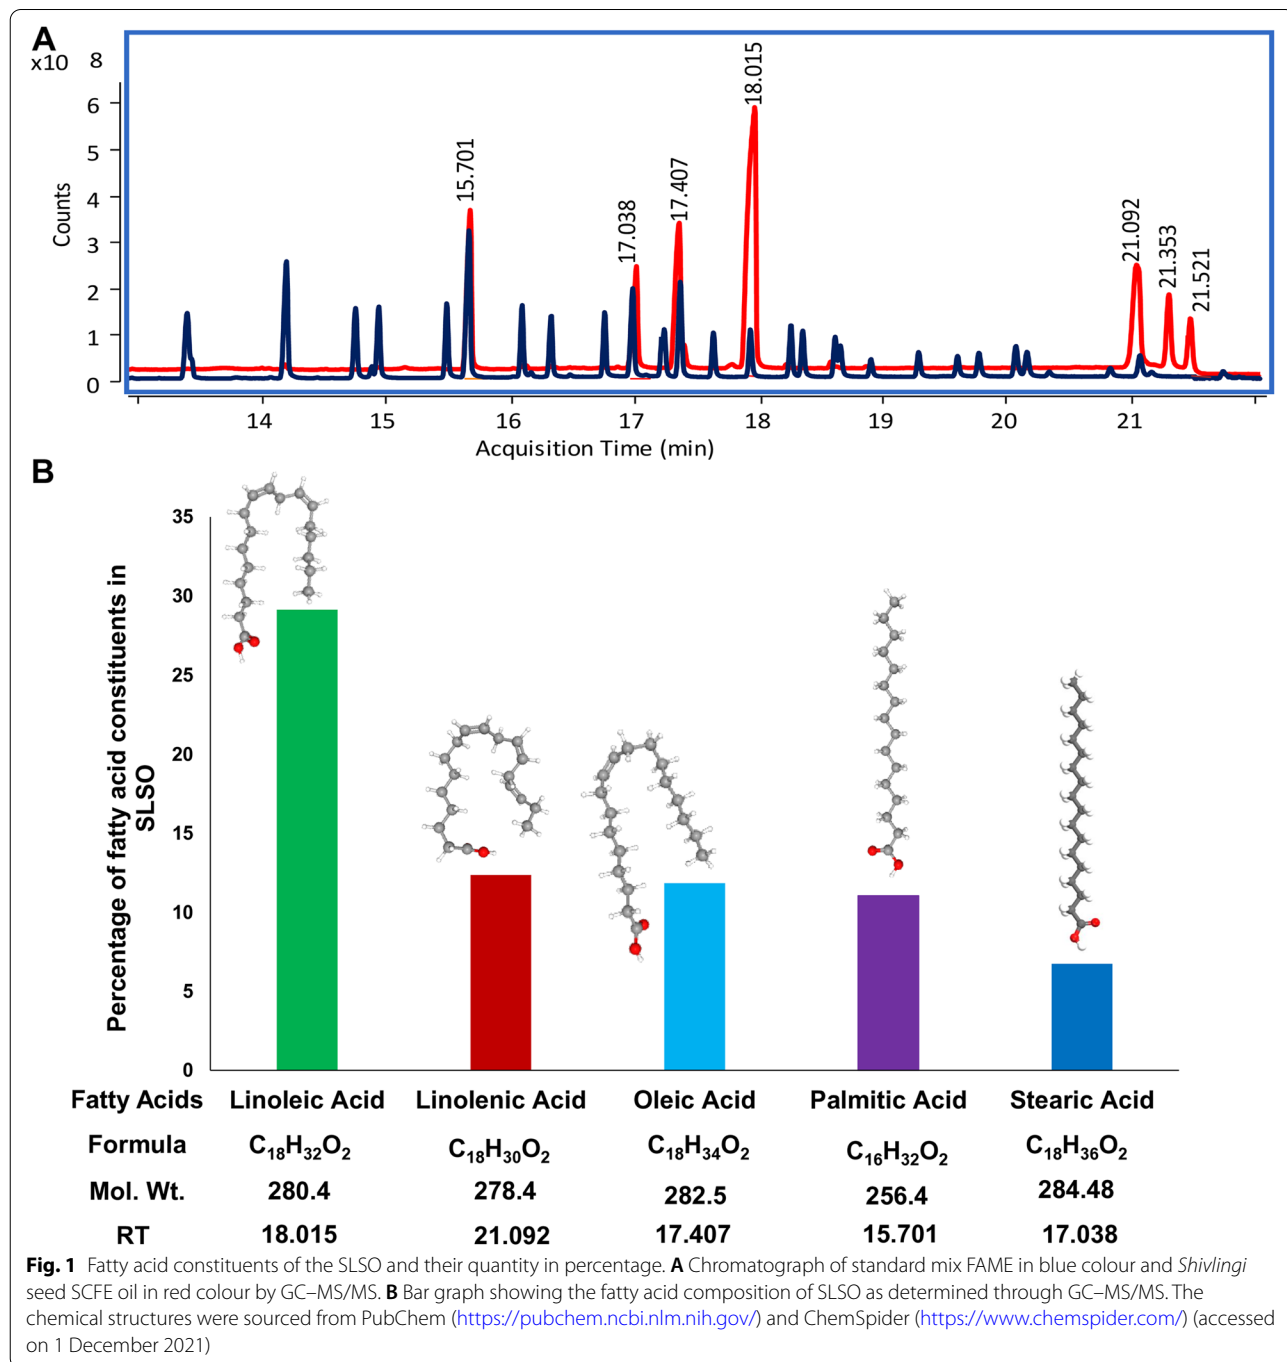 A
x10 8
6
5
4
3
2
1
0
Counts
15.701
17.038
17.407
18.015
21.092
21.353
21.521
14 15 16 17 18 19 20 21
Acquisition Time (min)
B
Percentage of fatty acid constituents in
SLSO
35
30
25
20
15
10
5
0
Fatty Acids Linoleic Acid Linolenic Acid Oleic Acid Palmitic Acid Stearic Acid
Formula C₁₈H₃₂O₂ C₁₈H₃₀O₂ C₁₈H₃₄O₂ C₁₆H₃₂O₂ C₁₈H₃₆O₂
Mol. Wt. 280.4 278.4 282.5 256.4 284.48
RT 18.015 21.092 17.407 15.701 17.038
Fig. 1 Fatty acid constituents of the SLSO and their quantity in percentage. A Chromatograph of standard mix FAME in blue colour and Shivlingi
seed SCFE oil in red colour by GC–MS/MS. B Bar graph showing the fatty acid composition of SLSO as determined through GC–MS/MS. The
chemical structures were sourced from PubChem (https://pubchem.ncbi.nlm.nih.gov/) and ChemSpider (https://www.chemspider.com/) (accessed
on 1 December 2021)